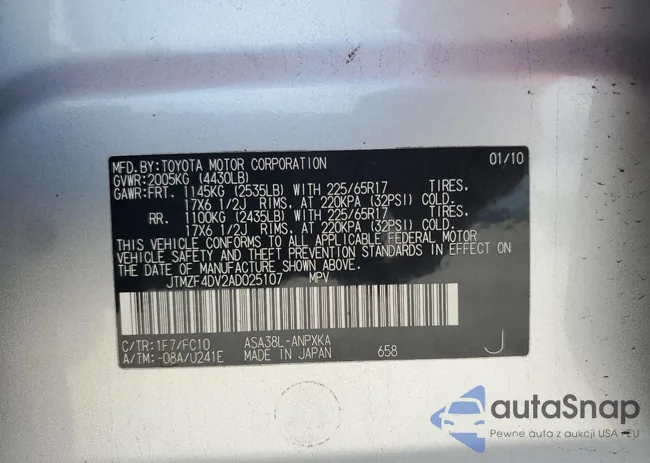 MFD.BY:TOYOTA MOTOR CORPORATION 01/10
GVWR:2005KG (4430LB)
GAWR:FRT. 1145KG (2535LB) WITH 225/65R17 TIRES,
17X6 1/2J RIMS, AT 220KPA (32PSI) COLD.
RR. 1100KG (2435LB) WITH 225/65R17 TIRES,
17X6 1/2J RIMS, AT 220KPA (32PSI) COLD.
THIS VEHICLE CONFORMS TO ALL APPLICABLE FEDERAL MOTOR
VEHICLE SAFETY AND THEFT PREVENTION STANDARDS IN EFFECT ON
THE DATE OF MANUFACTURE SHOWN ABOVE.
JTMZF4DV2AD025107 MPV
C/TR:1F7/FC10 ASA38L-ANPXKA
A/TM:-08A/U241E MADE IN JAPAN 658 J
autaSnap
Pewne auta z aukcji USA i EU